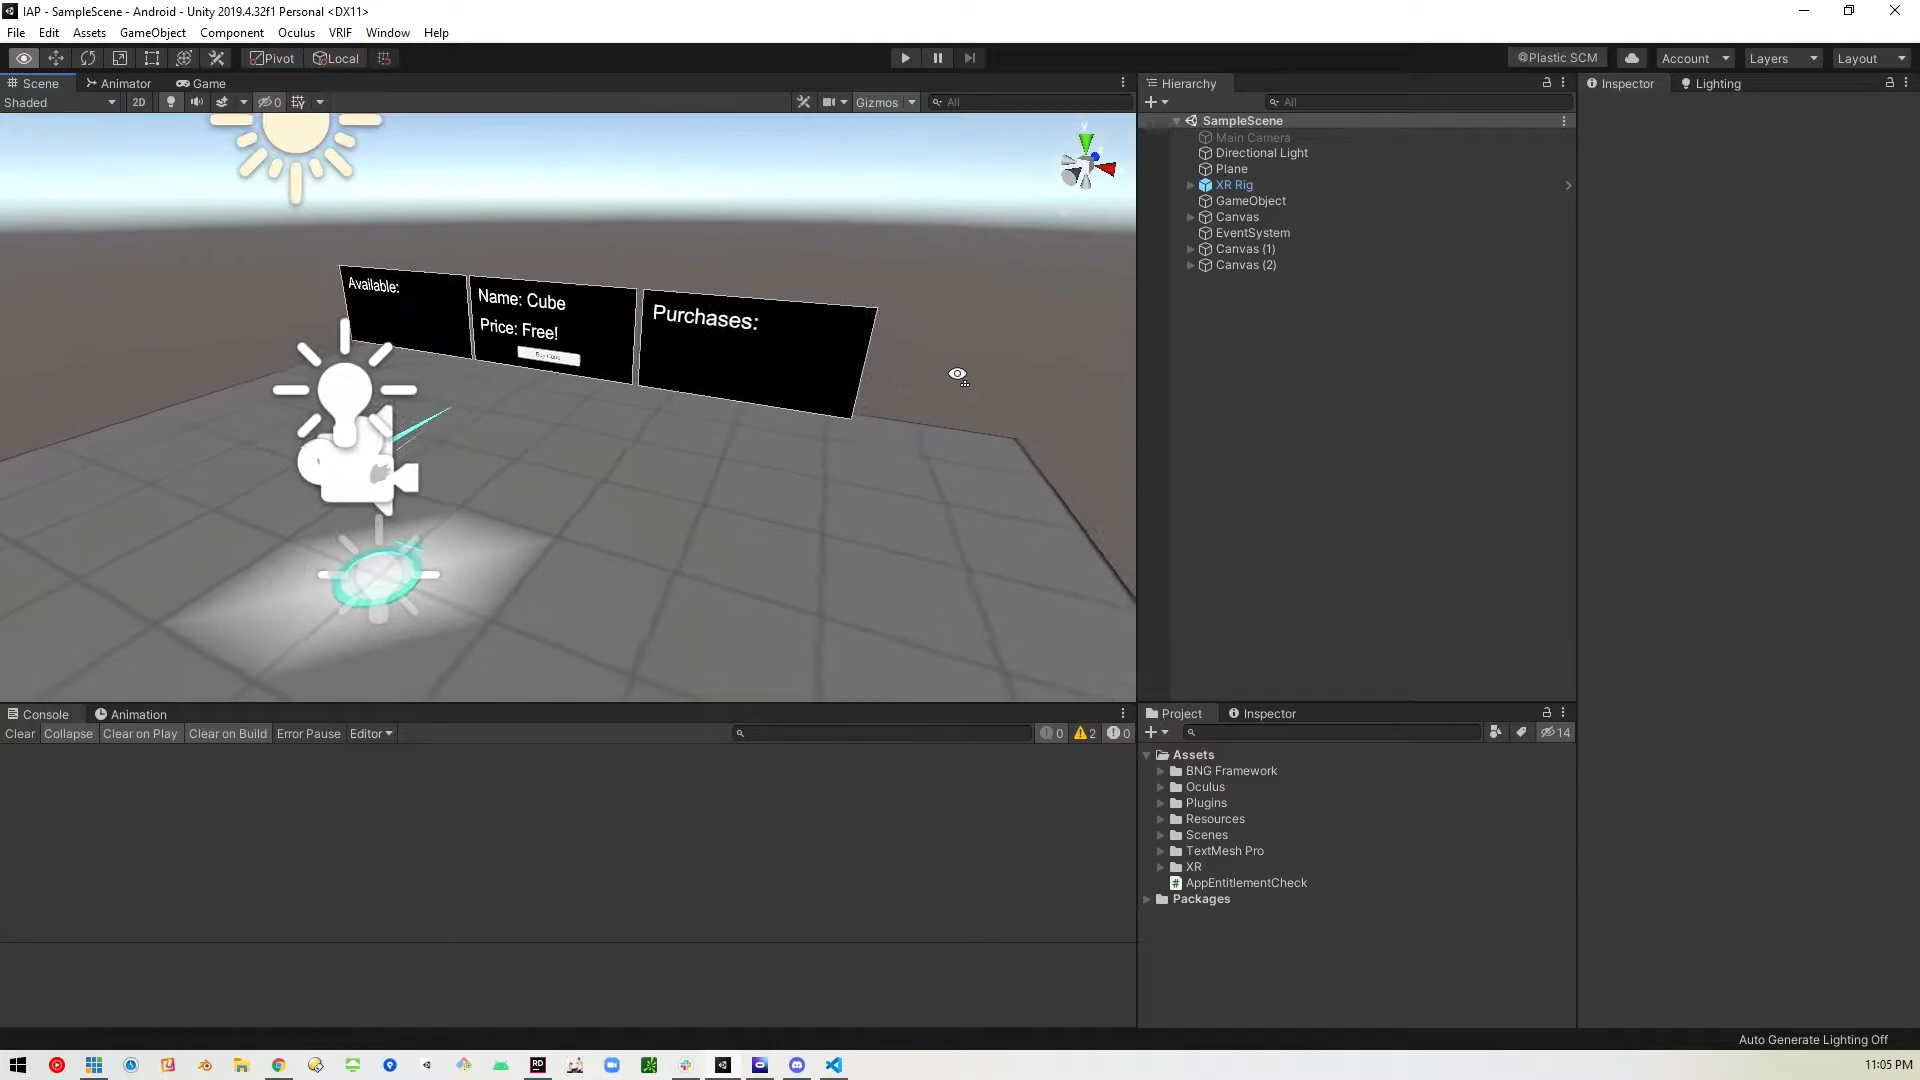 IAP - SampleScene - Android - Unity 2019.4.32f1 Personal <DX11>
File Edit Assets GameObject Component Oculus VRIF Window Help
Pivot Local Plastic SCM Account Layers Layout
Scene Animator Game
Shaded 2D 0 Gizmos All
Available:
Name: Cube
Price: Free!
Purchases:
y
Hierarchy
All
SampleScene
Main Camera
Directional Light
Plane
XR Rig
GameObject
Canvas
EventSystem
Canvas (1)
Canvas (2)
Inspector Lighting
Console Animation
Clear Collapse Clear on Play Clear on Build Error Pause Editor 0 2 0
Project Inspector
14
Assets
BNG Framework
Oculus
Plugins
Resources
Scenes
TextMesh Pro
XR
AppEntitlementCheck
Packages
Auto Generate Lighting Off
RD
11:05 PM